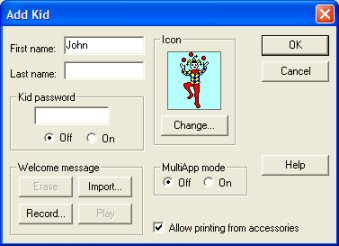 Add Kid
First name: John
Last name:
Icon
OK
Cancel
Kid password
Off On
Change...
Welcome message
Erase Import...
Record... Play
MultiApp mode
Off On
Help
Allow printing from accessories